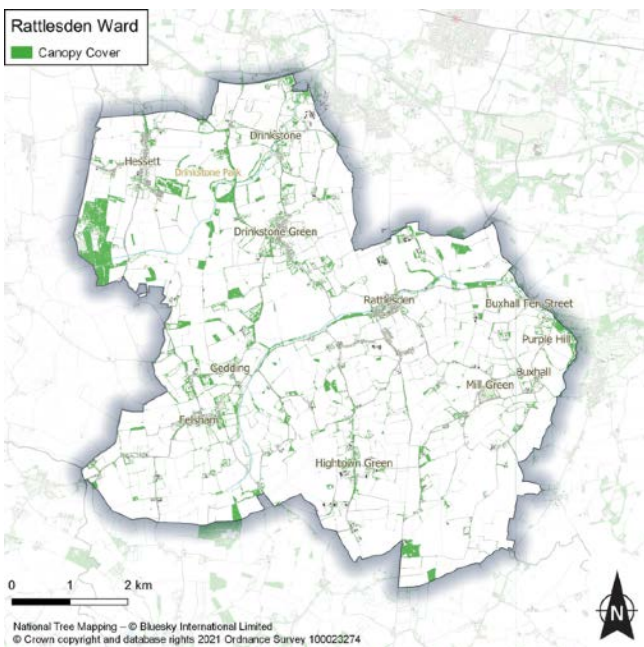 Rattlesden Ward
Canopy Cover
Drinkstone
Hessett
Drinkstone Park
Drinkstone Green
Rattlesden
Buxhall Fen Street
Purple Hill
Gedding
Buxhall
Mill Green
Felsham
Hightown Green
0 1 2 km
N
National Tree Mapping – © Bluesky International Limited
© Crown copyright and database rights 2021 Ordnance Survey 100023274